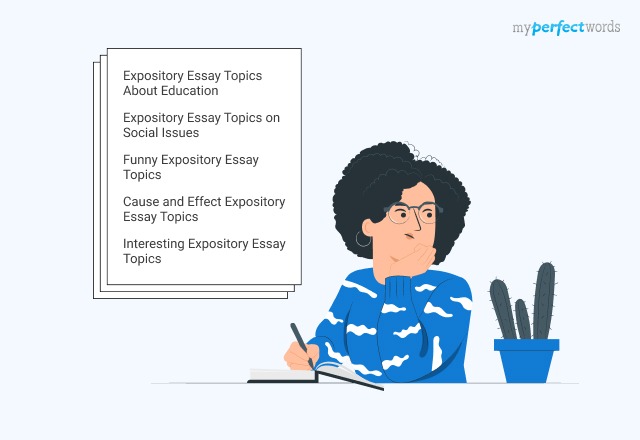 myperfectwords
Expository Essay Topics
About Education
Expository Essay Topics on
Social Issues
Funny Expository Essay
Topics
Cause and Effect Expository
Essay Topics
Interesting Expository Essay
Topics